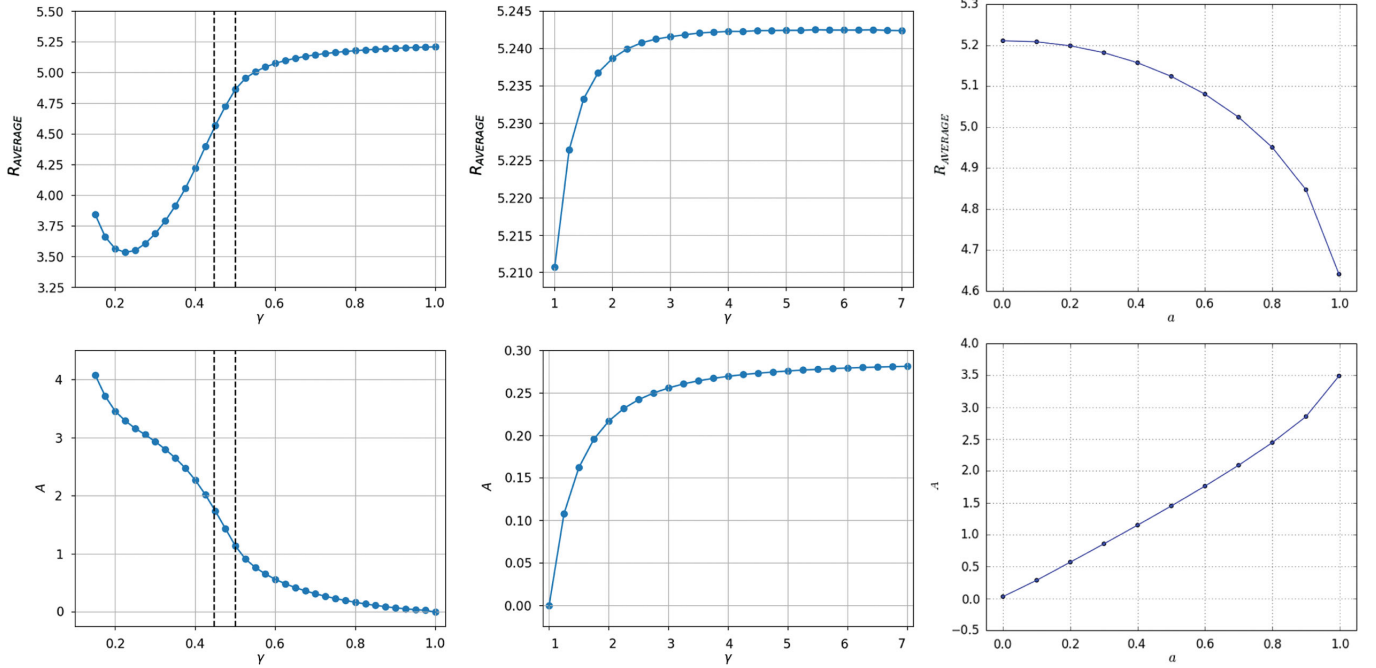 5.50
5.25
5.00
4.75
4.50
4.25
4.00
3.75
3.50
3.25
R_AVERAGE
0.2 0.4 0.6 0.8 1.0
γ
5.245
5.240
5.235
5.230
5.225
5.220
5.215
5.210
R_AVERAGE
1 2 3 4 5 6 7
γ
5.3
5.2
5.1
5.0
4.9
4.8
4.7
4.6
R_AVERAGE
0.0 0.2 0.4 0.6 0.8 1.0
a
4
3
2
1
0
A
0.2 0.4 0.6 0.8 1.0
γ
0.30
0.25
0.20
0.15
0.10
0.05
0.00
A
1 2 3 4 5 6 7
γ
4.0
3.5
3.0
2.5
2.0
1.5
1.0
0.5
0.0
−0.5
A
0.0 0.2 0.4 0.6 0.8 1.0
a